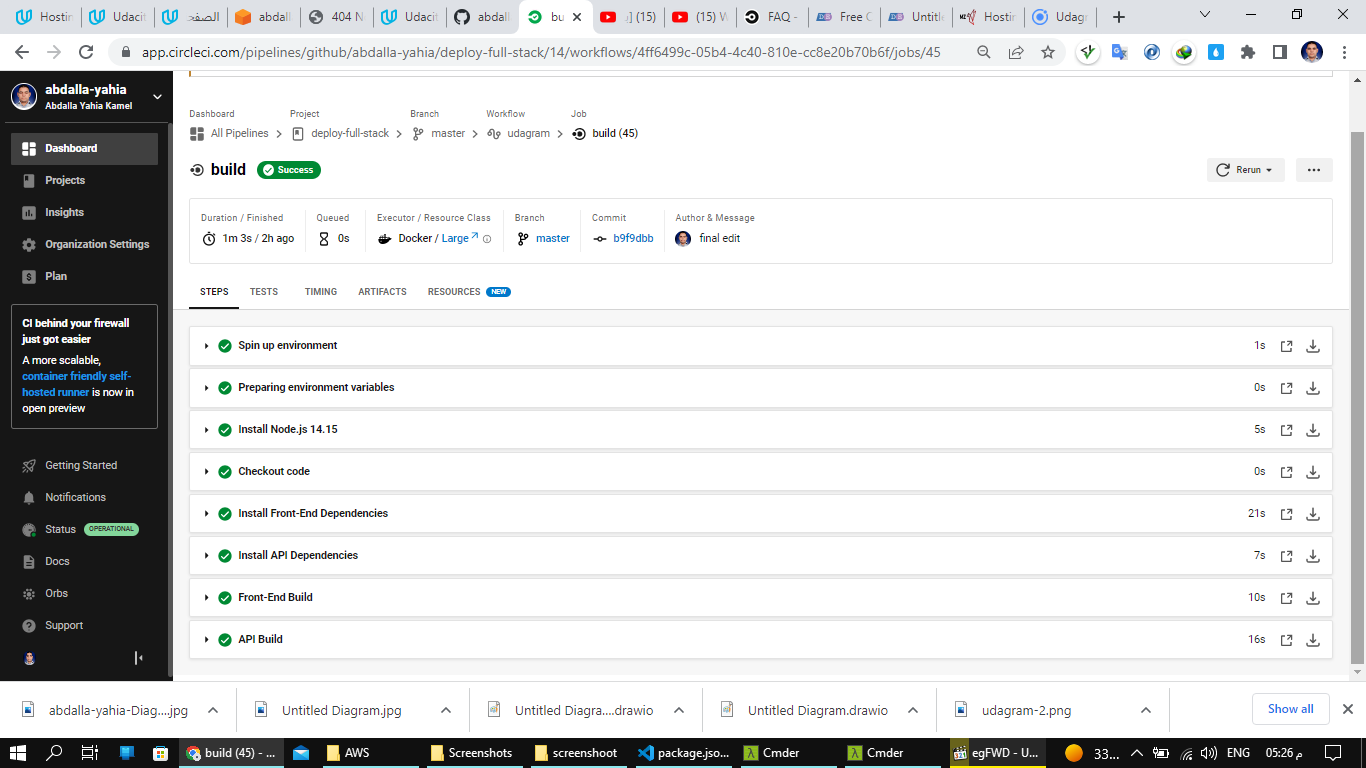 Hostin
Udacit
الصفح
abdall
404 N
Udacit
abdall
bu
(15) [
(15) W
FAQ -
Free C
Untitle
Hostin
Udagr
app.circleci.com/pipelines/github/abdalla-yahia/deploy-full-stack/14/workflows/4ff6499c-05b4-4c40-810e-cc8e20b70b6f/jobs/45
abdalla-yahia
Abdalla Yahia Kamel
Dashboard
Projects
Insights
Organization Settings
Plan
CI behind your firewall
just got easier
A more scalable,
container friendly self-
hosted runner is now in
open preview
Getting Started
Notifications
Status OPERATIONAL
Docs
Orbs
Support
Dashboard Project Branch Workflow Job
All Pipelines deploy-full-stack master udagram build (45)
build Success Rerun
Duration / Finished Queued Executor / Resource Class Branch Commit Author & Message
1m 3s / 2h ago 0s Docker / Large master b9f9dbb final edit
STEPS TESTS TIMING ARTIFACTS RESOURCES NEW
Spin up environment 1s
Preparing environment variables 0s
Install Node.js 14.15 5s
Checkout code 0s
Install Front-End Dependencies 21s
Install API Dependencies 7s
Front-End Build 10s
API Build 16s
abdalla-yahia-Diag....jpg Untitled Diagram.jpg Untitled Diagra....drawio Untitled Diagram.drawio udagram-2.png Show all
build (45) - ... AWS Screenshots screenshoot package.jso... Cmder Cmder egFWD - U... 33... ENG 05:26 م